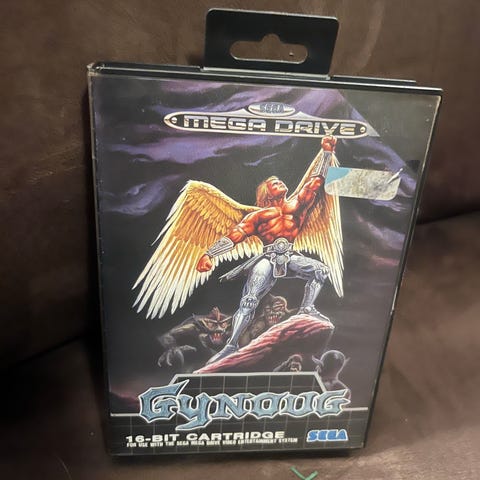 SEGA
MEGA DRIVE
GYNOUG
16-BIT CARTRIDGE
FOR USE WITH THE SEGA MEGA DRIVE VIDEO ENTERTAINMENT SYSTEM
SEGA